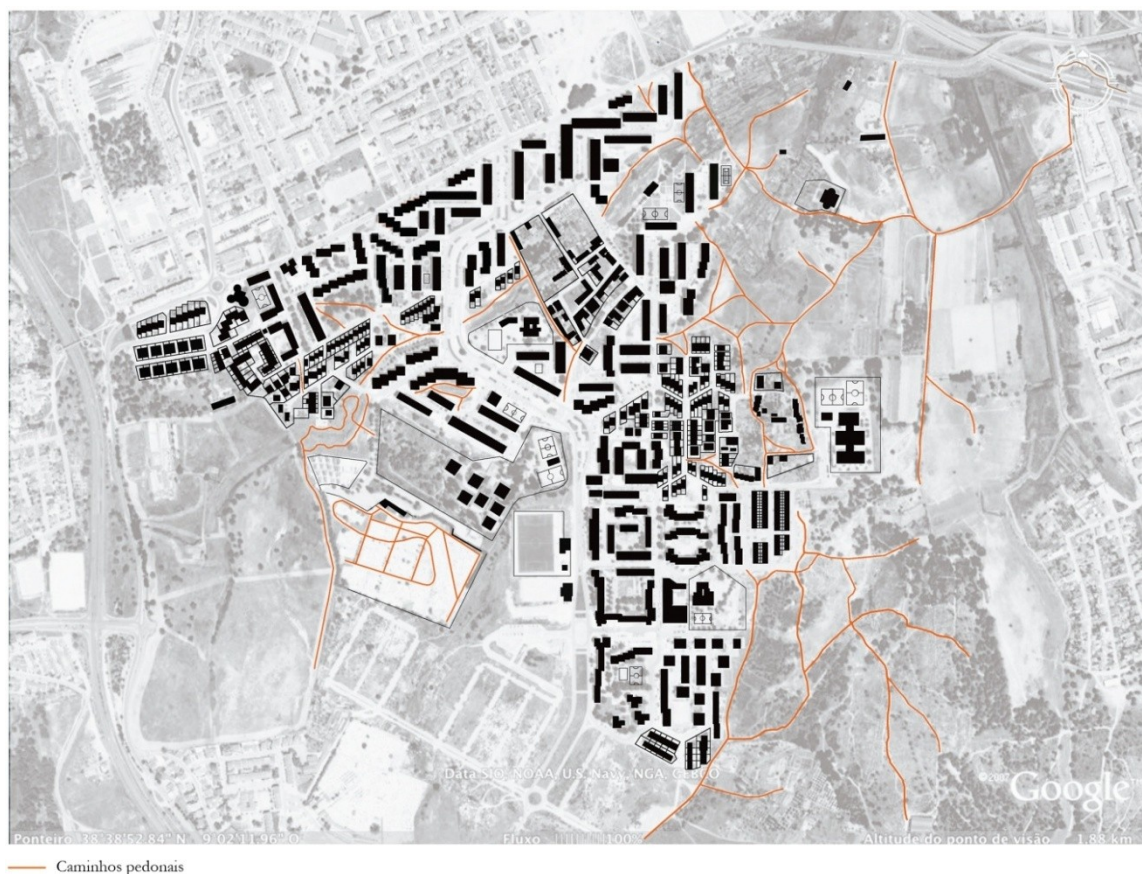 Data SIO, NOAA, U.S. Navy, NGA, GEBCO
©2007 Google
Ponteiro 38°38'52.84" N 9°02'11.96" O Fluxo 100% Altitude do ponto de visão 1.88 km
Caminhos pedonais